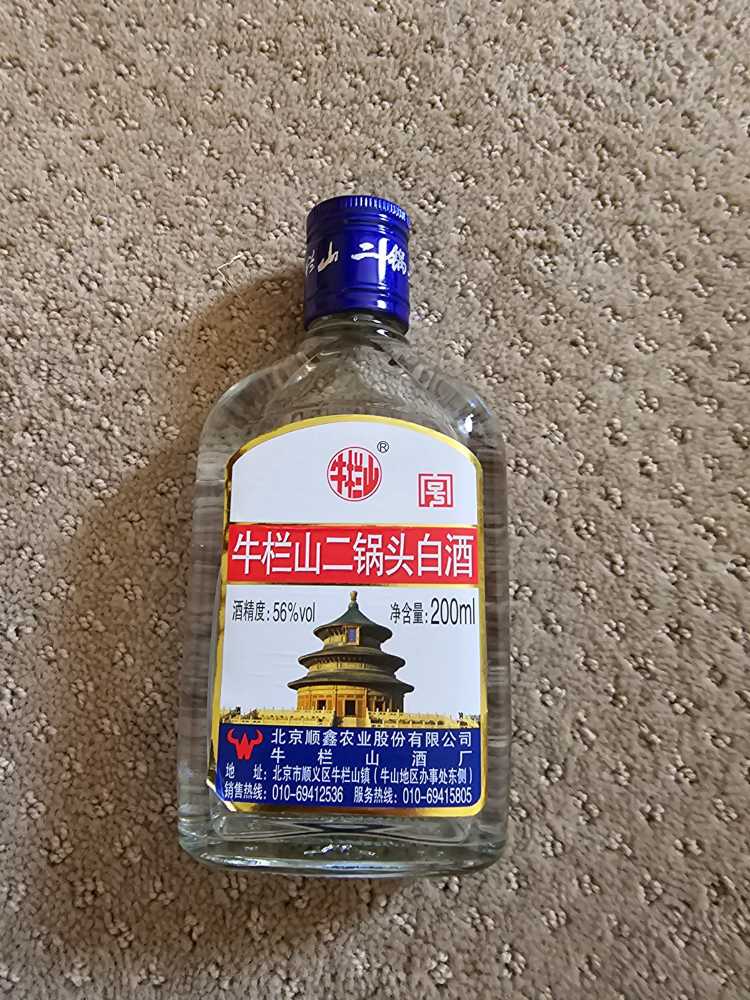 山 二锅
牛栏山 ®
牛栏山二锅头白酒
酒精度: 56%vol 净含量: 200ml
北京顺鑫农业股份有限公司
牛栏山酒厂
地 址: 北京市顺义区牛栏山镇 (牛山地区办事处东侧)
销售热线: 010-69412536 服务热线: 010-69415805